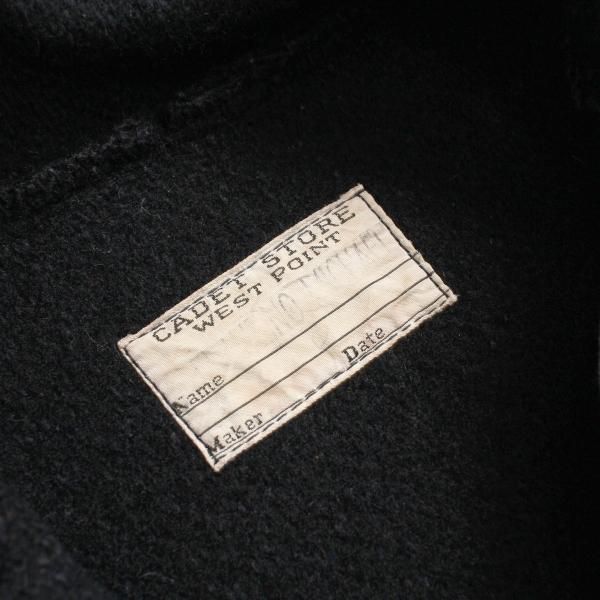 CADET STORE
WEST POINT
Name
Maker Date